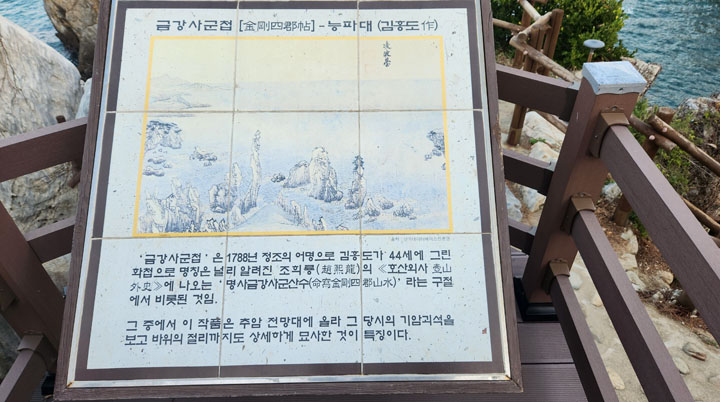 금강사군첩 [金剛四郡帖] - 능파대 (김홍도 作)
凌波臺
'금강사군첩' 은 1788년 정조의 어명으로 김홍도가 44세에 그린
화첩으로 명칭은 널리 알려진 조희룡(趙熙龍)의 《호산외사 壺山
外史》에 나오는 '명사금강사군산수(命寫金剛四郡山水)' 라는 구절
에서 비롯된 것임.
그 중에서 이 작품은 추암 전망대에 올라 그 당시의 기암괴석을
보고 바위의 절리까지도 상세하게 묘사한 것이 특징이다.